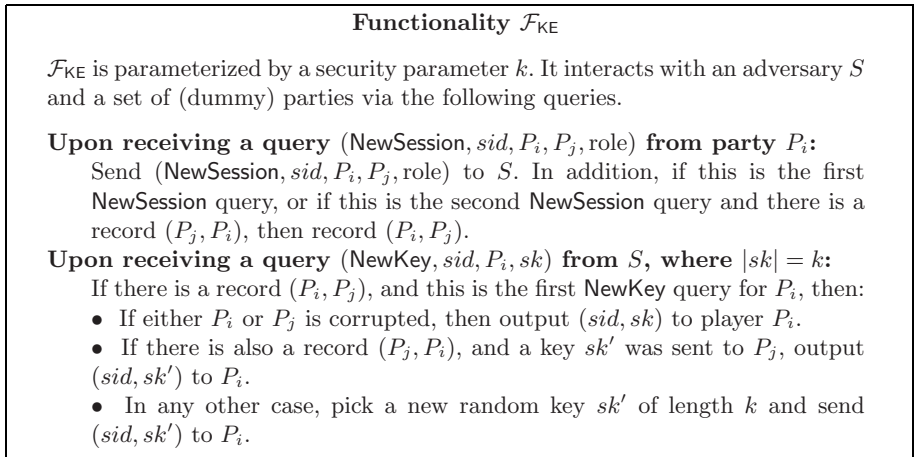 Functionality F_KE
F_KE is parameterized by a security parameter k. It interacts with an adversary S
and a set of (dummy) parties via the following queries.
Upon receiving a query (NewSession, sid, P_i, P_j, role) from party P_i:
Send (NewSession, sid, P_i, P_j, role) to S. In addition, if this is the first
NewSession query, or if this is the second NewSession query and there is a
record (P_j, P_i), then record (P_i, P_j).
Upon receiving a query (NewKey, sid, P_i, sk) from S, where |sk| = k:
If there is a record (P_i, P_j), and this is the first NewKey query for P_i, then:
• If either P_i or P_j is corrupted, then output (sid, sk) to player P_i.
• If there is also a record (P_j, P_i), and a key sk′ was sent to P_j, output
(sid, sk′) to P_i.
• In any other case, pick a new random key sk′ of length k and send
(sid, sk′) to P_i.